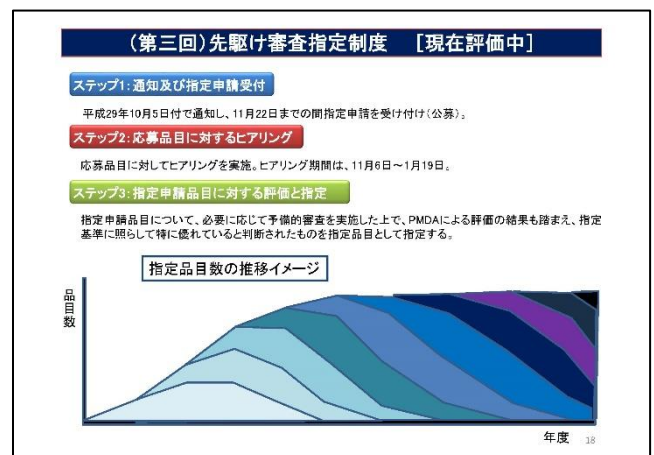 (第三回)先駆け審査指定制度 [現在評価中]
ステップ1:通知及び指定申請受付
平成29年10月5日付で通知し、11月22日までの間指定申請を受け付け(公募)。
ステップ2:応募品目に対するヒアリング
応募品目に対してヒアリングを実施。ヒアリング期間は、11月6日～1月19日。
ステップ3:指定申請品目に対する評価と指定
指定申請品目について、必要に応じて予備的審査を実施した上で、PMDAによる評価の結果も踏まえ、指定
基準に照らして特に優れていると判断されたものを指定品目として指定する。
指定品目数の推移イメージ
品目数
年度
18